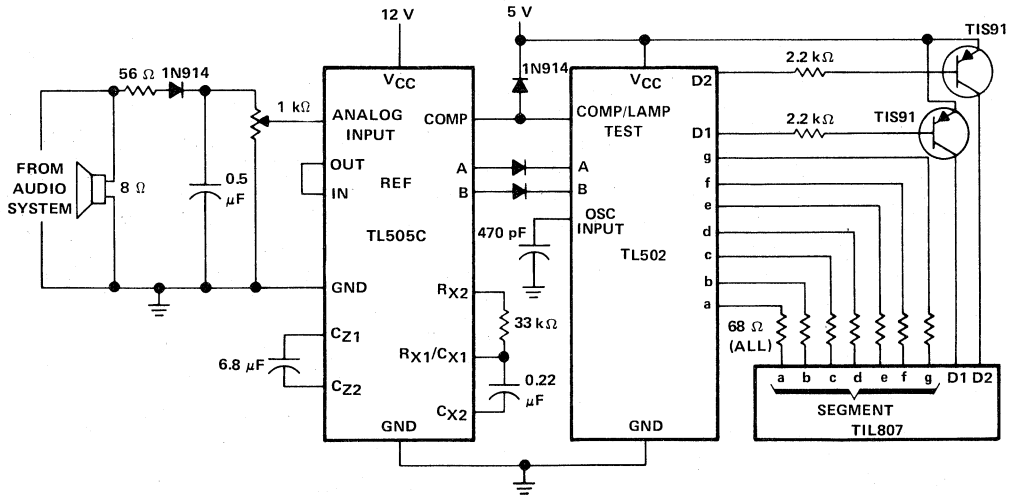 12 V
5 V
TIS91
56 Ω
1N914
1 kΩ
FROM
AUDIO
SYSTEM
8 Ω
0.5
μF
VCC
ANALOG
INPUT
COMP
OUT
IN
REF
A
B
TL505C
GND
RX2
CZ1
RX1/CX1
CZ2
CX2
GND
6.8 μF
33 kΩ
0.22
μF
1N914
470 pF
VCC
D2
COMP/LAMP
TEST
D1
A
B
OSC
INPUT
TL502
g
f
e
d
c
b
a
GND
2.2 kΩ
2.2 kΩ
TIS91
68 Ω
(ALL)
a b c d e f g D1 D2
SEGMENT
TIL807